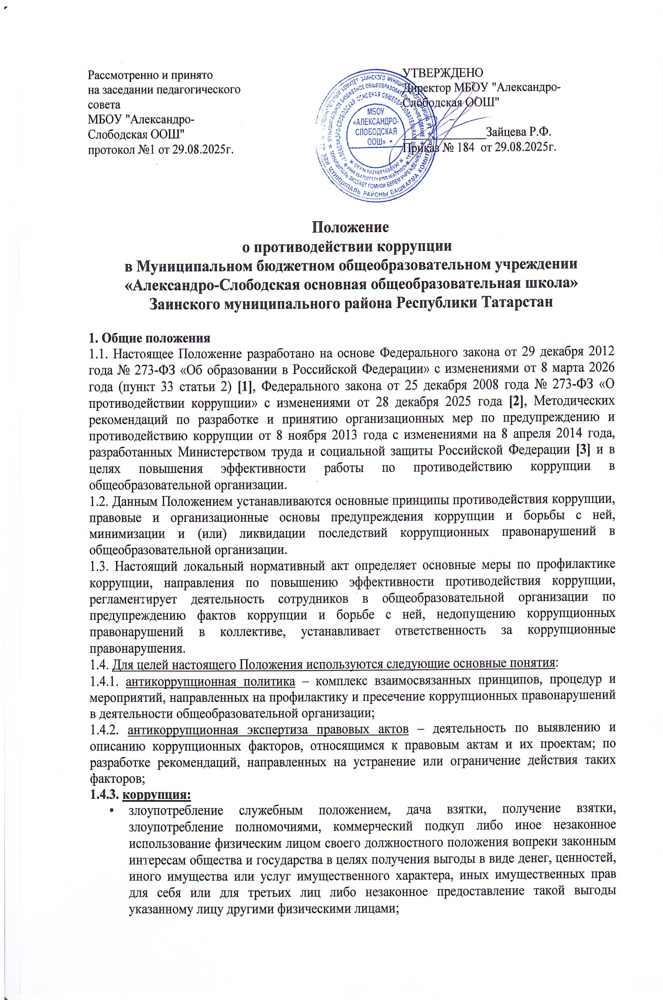 Рассмотренно и принято
на заседании педагогического
совета
МБОУ "Александро-
Слободская ООШ"
протокол №1 от 29.08.2025г.
УТВЕРЖДЕНО
Директор МБОУ "Александро-
Слободская ООШ"
Зайцева Р.Ф.
Приказ № 184 от 29.08.2025г.
МБОУ
«АЛЕКСАНДРО-
СЛОБОДСКАЯ
ООШ»
Положение
о противодействии коррупции
в Муниципальном бюджетном общеобразовательном учреждении
«Александро-Слободская основная общеобразовательная школа»
Заинского муниципального района Республики Татарстан
1. Общие положения
1.1. Настоящее Положение разработано на основе Федерального закона от 29 декабря 2012
года № 273-ФЗ «Об образовании в Российской Федерации» с изменениями от 8 марта 2026
года (пункт 33 статьи 2) [1], Федерального закона от 25 декабря 2008 года № 273-ФЗ «О
противодействии коррупции» с изменениями от 28 декабря 2025 года [2], Методических
рекомендаций по разработке и принятию организационных мер по предупреждению и
противодействию коррупции от 8 ноября 2013 года с изменениями на 8 апреля 2014 года,
разработанных Министерством труда и социальной защиты Российской Федерации [3] и в
целях повышения эффективности работы по противодействию коррупции в
общеобразовательной организации.
1.2. Данным Положением устанавливаются основные принципы противодействия коррупции,
правовые и организационные основы предупреждения коррупции и борьбы с ней,
минимизации и (или) ликвидации последствий коррупционных правонарушений в
общеобразовательной организации.
1.3. Настоящий локальный нормативный акт определяет основные меры по профилактике
коррупции, направления по повышению эффективности противодействия коррупции,
регламентирует деятельность сотрудников в общеобразовательной организации по
предупреждению фактов коррупции и борьбе с ней, недопущению коррупционных
правонарушений в коллективе, устанавливает ответственность за коррупционные
правонарушения.
1.4. Для целей настоящего Положения используются следующие основные понятия:
1.4.1. антикоррупционная политика – комплекс взаимосвязанных принципов, процедур и
мероприятий, направленных на профилактику и пресечение коррупционных правонарушений
в деятельности общеобразовательной организации;
1.4.2. антикоррупционная экспертиза правовых актов – деятельность по выявлению и
описанию коррупционных факторов, относящимся к правовым актам и их проектам; по
разработке рекомендаций, направленных на устранение или ограничение действия таких
факторов;
1.4.3. коррупция:
• злоупотребление служебным положением, дача взятки, получение взятки,
злоупотребление полномочиями, коммерческий подкуп либо иное незаконное
использование физическим лицом своего должностного положения вопреки законным
интересам общества и государства в целях получения выгоды в виде денег, ценностей,
иного имущества или услуг имущественного характера, иных имущественных прав
для себя или для третьих лиц либо незаконное предоставление такой выгоды
указанному лицу другими физическими лицами;